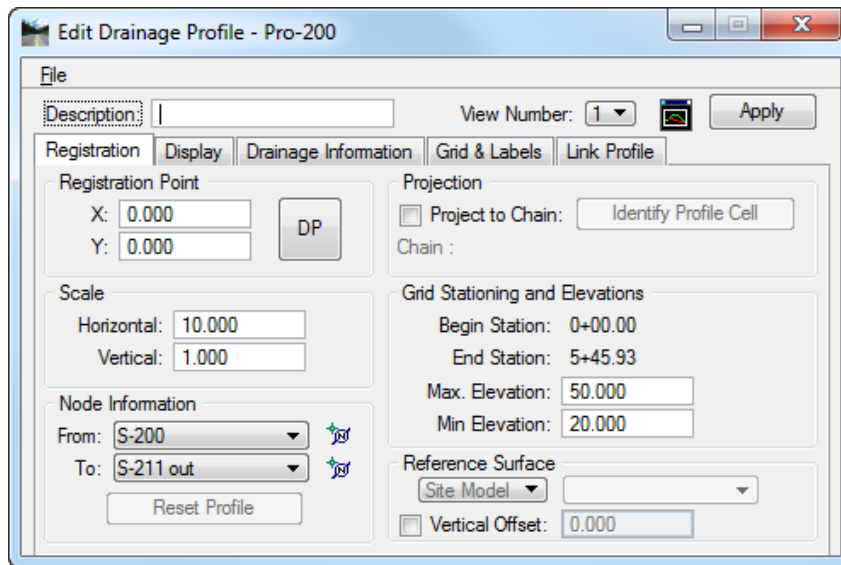 Edit Drainage Profile - Pro-200
File
Description: View Number: 1 Apply
Registration Display Drainage Information Grid & Labels Link Profile
Registration Point
X: 0.000
Y: 0.000
DP
Projection
Project to Chain: Identify Profile Cell
Chain :
Scale
Horizontal: 10.000
Vertical: 1.000
Grid Stationing and Elevations
Begin Station: 0+00.00
End Station: 5+45.93
Max. Elevation: 50.000
Min Elevation: 20.000
Node Information
From: S-200
To: S-211 out
Reset Profile
Reference Surface
Site Model
Vertical Offset: 0.000